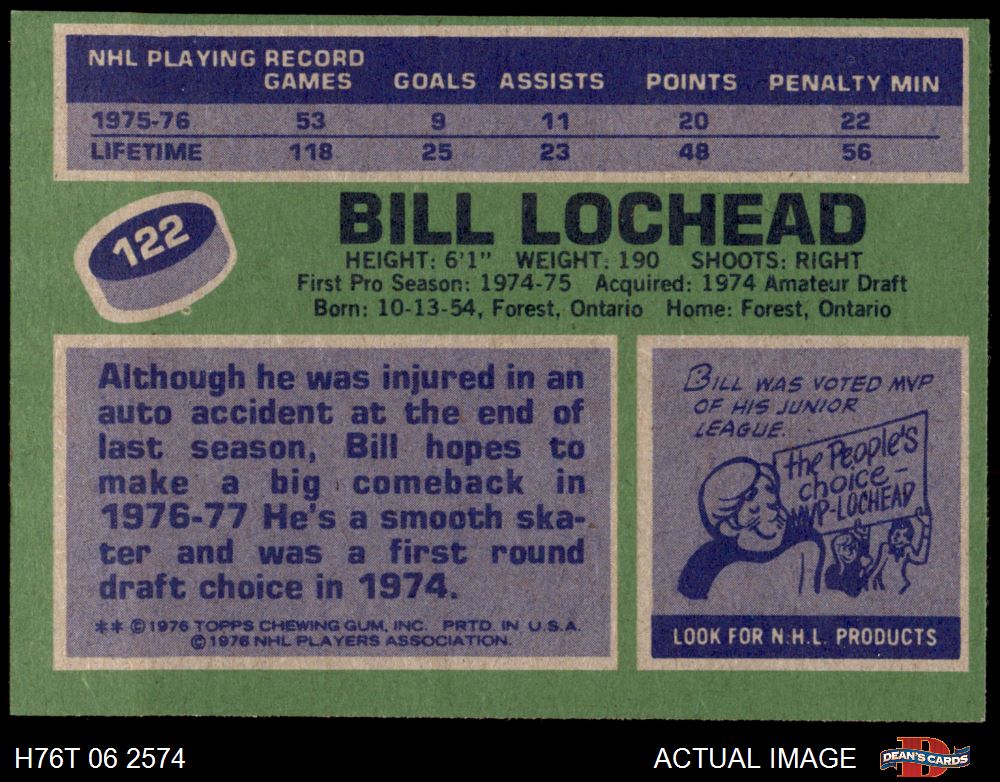 NHL PLAYING RECORD
GAMES GOALS ASSISTS POINTS PENALTY MIN
1975-76 53 9 11 20 22
LIFETIME 118 25 23 48 56
122
BILL LOCHEAD
HEIGHT: 6'1" WEIGHT: 190 SHOOTS: RIGHT
First Pro Season: 1974-75 Acquired: 1974 Amateur Draft
Born: 10-13-54, Forest, Ontario Home: Forest, Ontario
Although he was injured in an
auto accident at the end of
last season, Bill hopes to
make a big comeback in
1976-77 He's a smooth ska-
ter and was a first round
draft choice in 1974.
** ©1976 TOPPS CHEWING GUM, INC. PRTD. IN U.S.A.
©1976 NHL PLAYERS ASSOCIATION.
BILL WAS VOTED MVP
OF HIS JUNIOR
LEAGUE.
the PEOPLE'S
choice -
MVP-LOCHEAD
LOOK FOR N.H.L. PRODUCTS
H76T 06 2574
ACTUAL IMAGE
DEAN'S CARDS